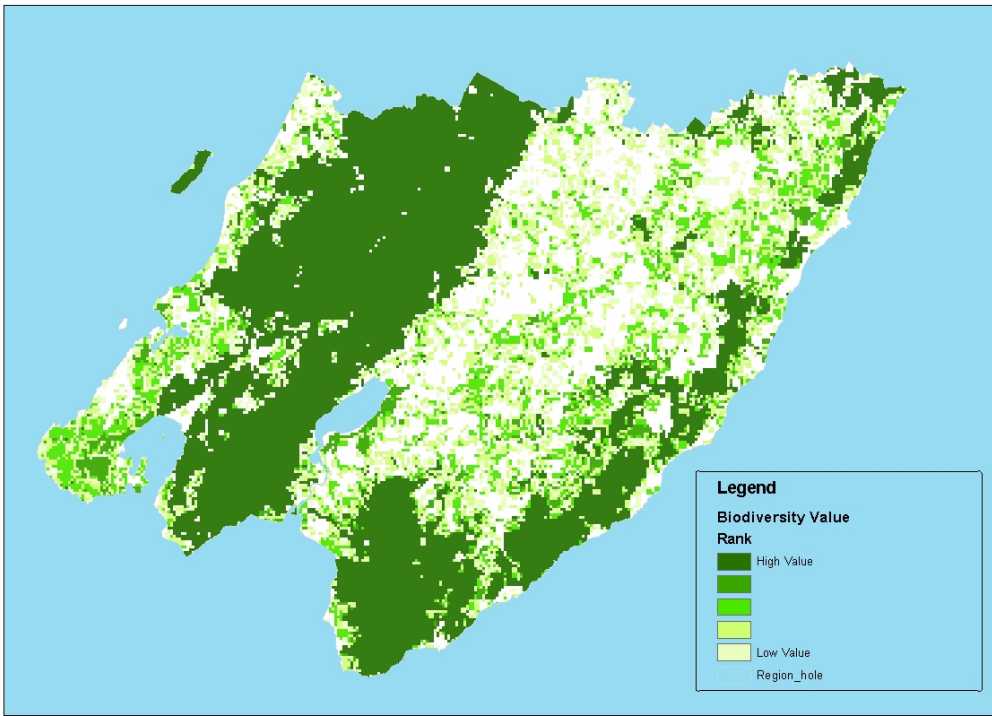 Legend
Biodiversity Value
Rank
High Value
Low Value
Region_hole